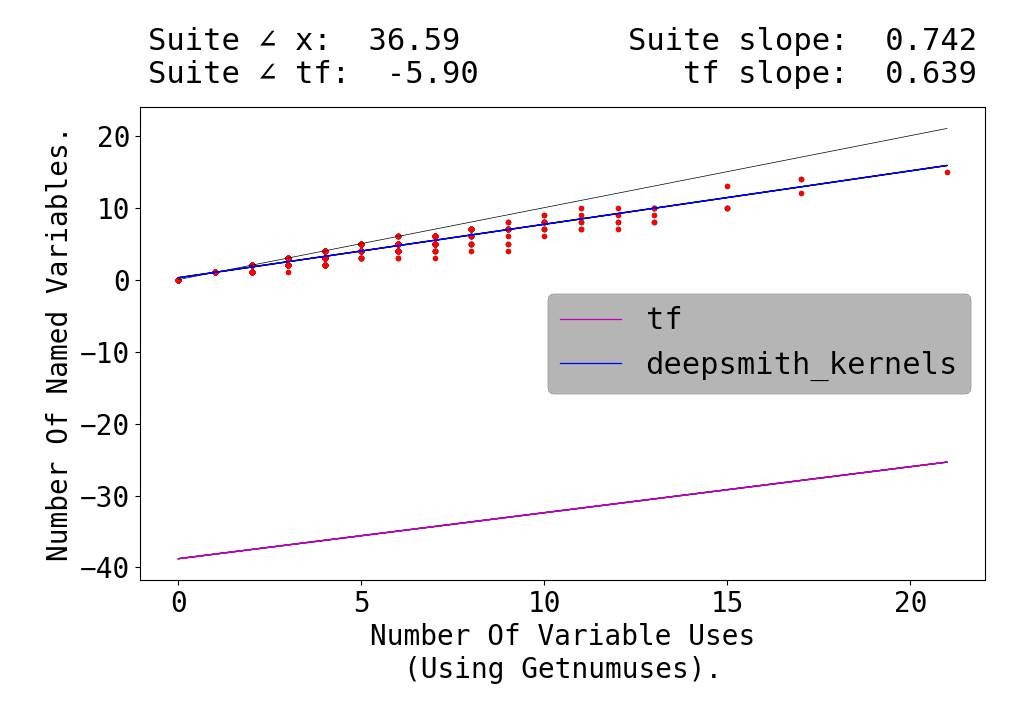 Suite ∠ x:  36.59
Suite slope:  0.742
Suite ∠ tf:  -5.90
tf slope:  0.639
Number Of Named Variables.
20
10
0
−10
−20
−30
−40
tf
deepsmith_kernels
0 5 10 15 20
Number Of Variable Uses
(Using Getnumuses).